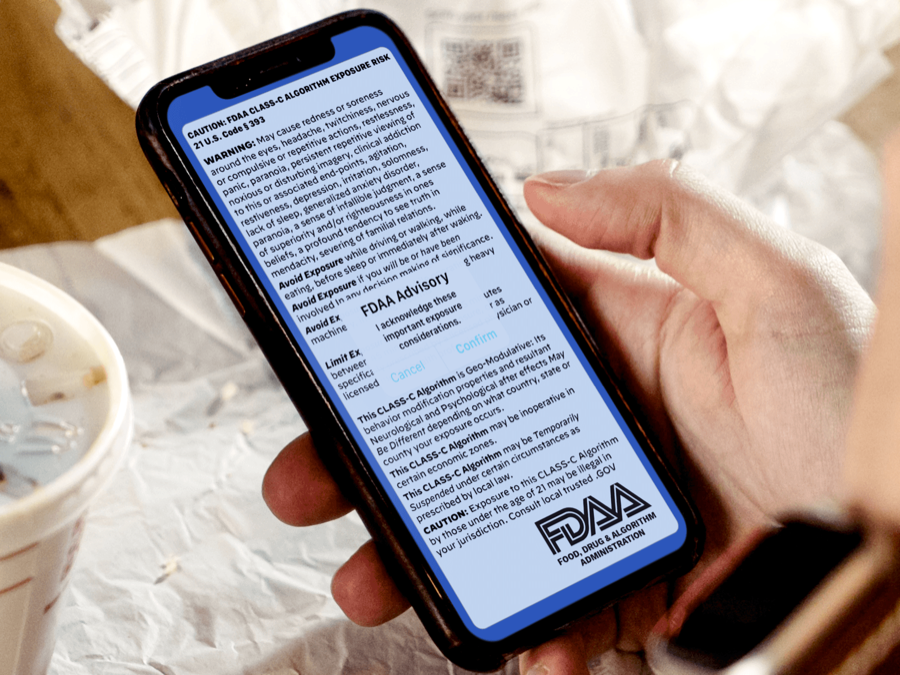 CAUTION: FDAA CLASS-C ALGORITHM EXPOSURE RISK
21 U.S. Code § 393
WARNING: May cause redness or soreness
around the eyes, headache, twitchiness, nervous
or compulsive or repetitive actions, restlessness,
panic, paranoia, persistent repetitive viewing of
noxious or disturbing imagery, clinical addiction
to this or associated end-points, agitation,
restiveness, depression, irritation, solomness,
lack of sleep, generalized anxiety disorder,
paranoia, a sense of infallible judgment, a sense
of superiority and/or righteousness in ones
beliefs, a profound tendency to see truth in
mendacity, severing of familial relations.
Avoid Exposure while driving or walking, while
eating, before sleep or immediately after waking.
Avoid Exposure if you will be or have been
involved in any decision making of significance.
Avoid Ex heavy
machine
FDAA Advisory
I acknowledge these
important exposure
considerations.
Cancel Confirm
Limit Ex utes
between r as
specific sician or
licensed
This CLASS-C Algorithm is Geo-Modulative: Its
behavior modification properties and resultant
Neurological and Psychological after effects May
Be Different depending on what country, state or
county your exposure occurs.
This CLASS-C Algorithm may be inoperative in
certain economic zones.
This CLASS-C Algorithm may be Temporarily
Suspended under certain circumstances as
prescribed by local law.
CAUTION: Exposure to this CLASS-C Algorithm
by those under the age of 21 may be illegal in
your jurisdiction. Consult local trusted .GOV
FDAA
FOOD, DRUG & ALGORITHM
ADMINISTRATION